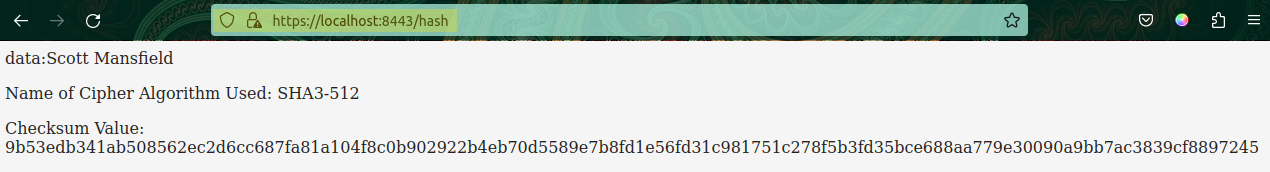 https://localhost:8443/hash
data:Scott Mansfield
Name of Cipher Algorithm Used: SHA3-512
Checksum Value:
9b53edb341ab508562ec2d6cc687fa81a104f8c0b902922b4eb70d5589e7b8fd1e56fd31c981751c278f5b3fd35bce688aa779e30090a9bb7ac3839cf8897245